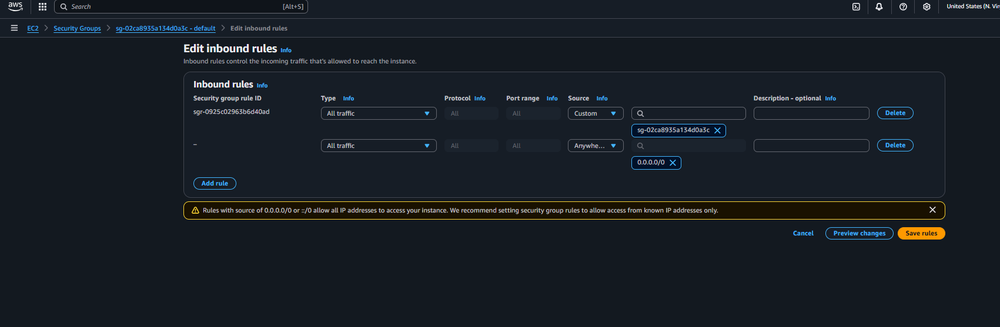 aws Search [Alt+S] United States (N. Vir
EC2 > Security Groups > sg-02ca8935a134d0a3c - default > Edit inbound rules
Edit inbound rules Info
Inbound rules control the incoming traffic that's allowed to reach the instance.
Inbound rules Info
Security group rule ID Type Info Protocol Info Port range Info Source Info Description - optional Info
sgr-0925c02963b6d40ad All traffic All All Custom Delete
sg-02ca8935a134d0a3c
– All traffic All All Anywhe... Delete
0.0.0.0/0
Add rule
Rules with source of 0.0.0.0/0 or ::/0 allow all IP addresses to access your instance. We recommend setting security group rules to allow access from known IP addresses only.
Cancel Preview changes Save rules